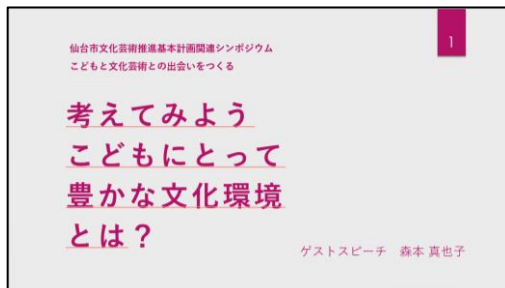 仙台市文化芸術推進基本計画関連シンポジウム
こどもと文化芸術との出会いをつくる
1
考えてみよう
こどもにとって
豊かな文化環境
とは？
ゲストスピーチ　森本 真也子